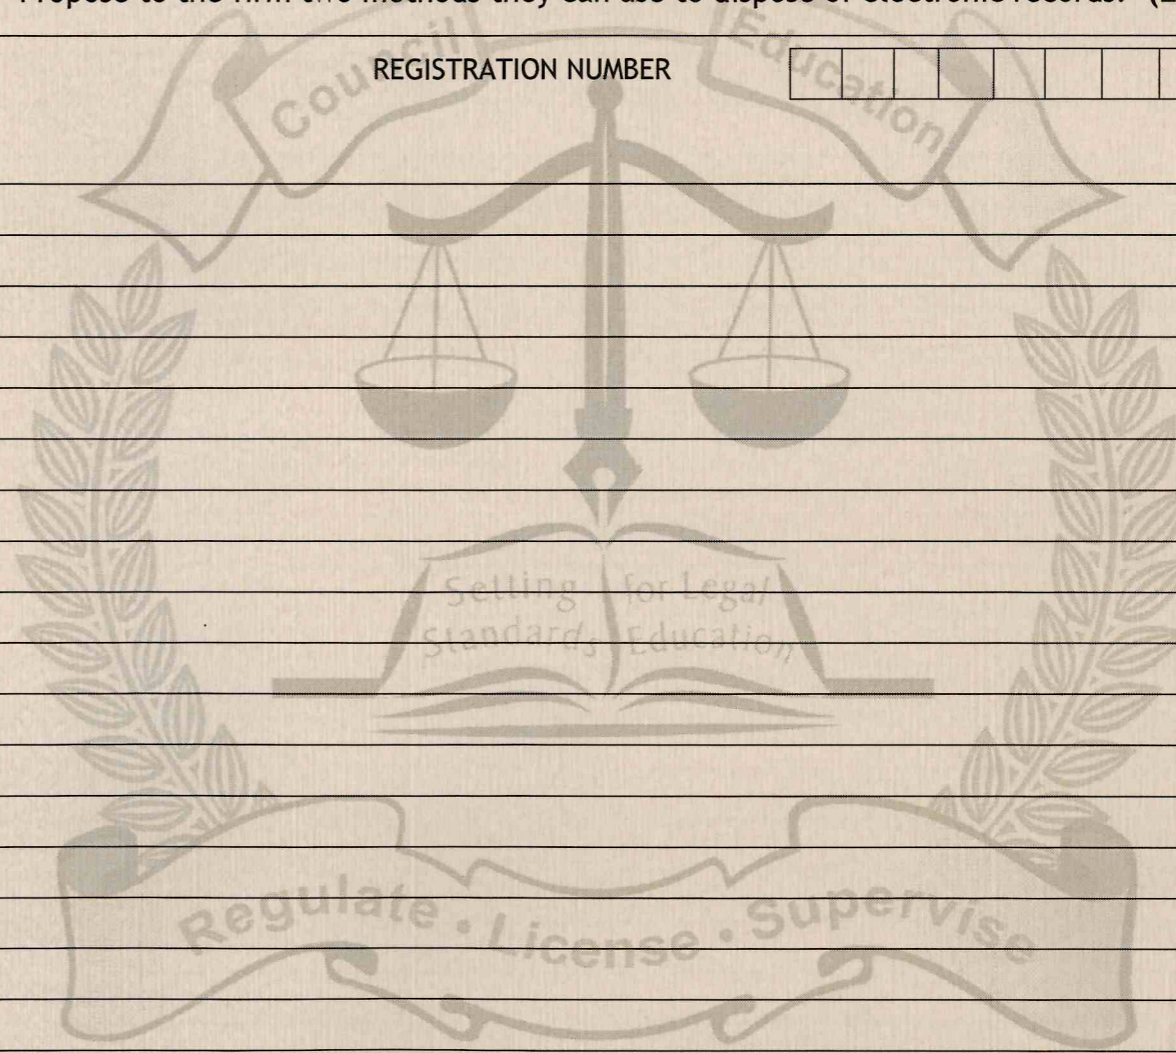 Propose to the firm two methods they can use to dispose of electronic records.
Council Education
REGISTRATION NUMBER
Setting for Legal
Standards Education
Regulate • License • Supervise